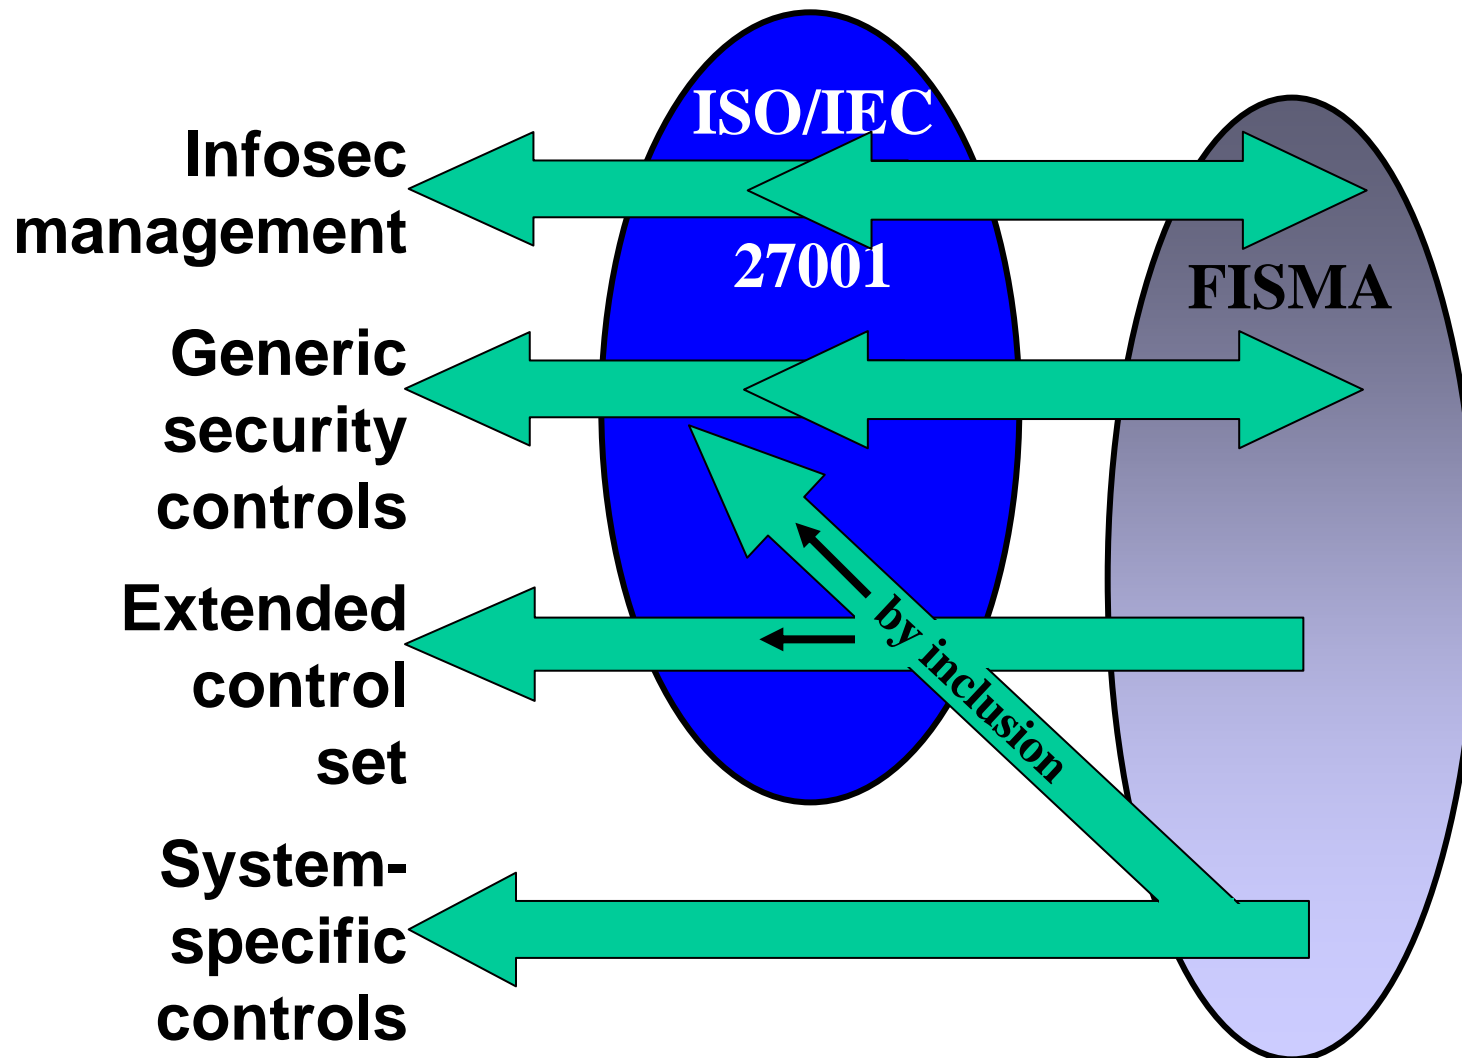 ISO/IEC
27001
FISMA
Infosec
management
Generic
security
controls
Extended
control
set
System-
specific
controls
by inclusion